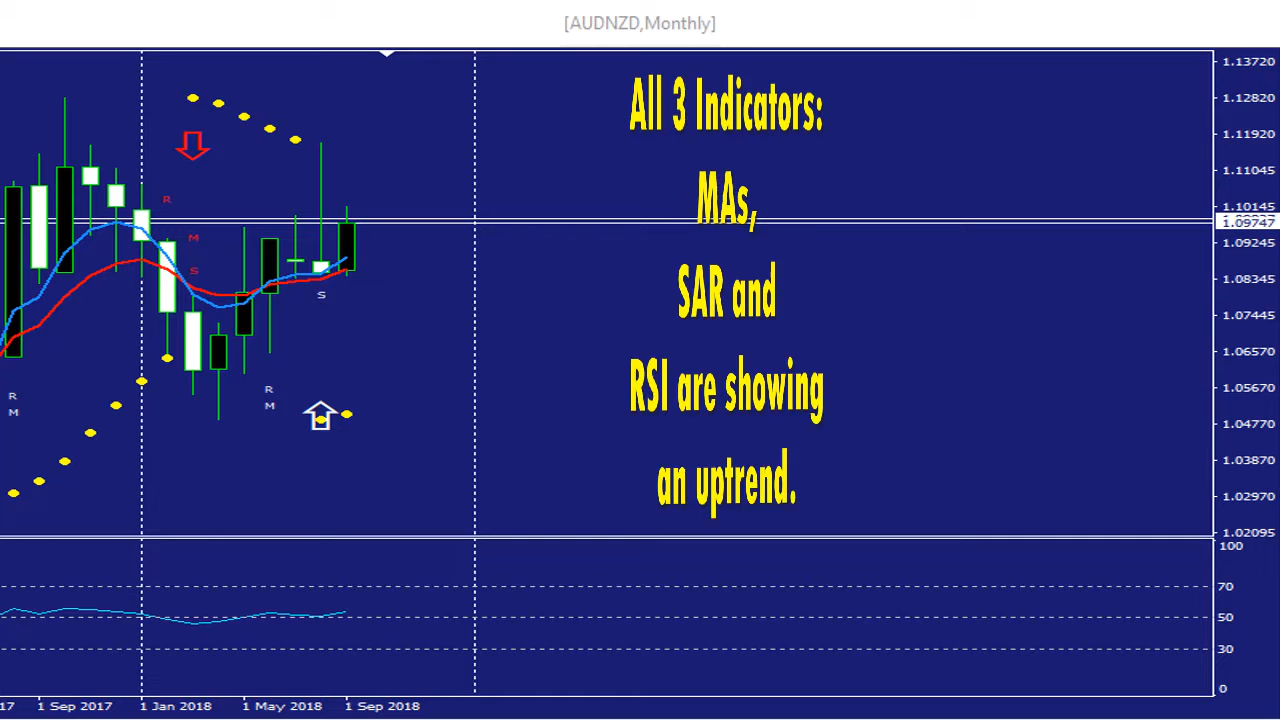 [AUDNZD,Monthly]
All 3 Indicators:
MAs,
SAR and
RSI are showing
an uptrend.
R
M
S
S
R
M
R
M
1.13720
1.12820
1.11920
1.11045
1.10145
1.09747
1.09245
1.08345
1.07445
1.06570
1.05670
1.04770
1.03870
1.02970
1.02095
100
70
50
30
0
17
1 Sep 2017
1 Jan 2018
1 May 2018
1 Sep 2018